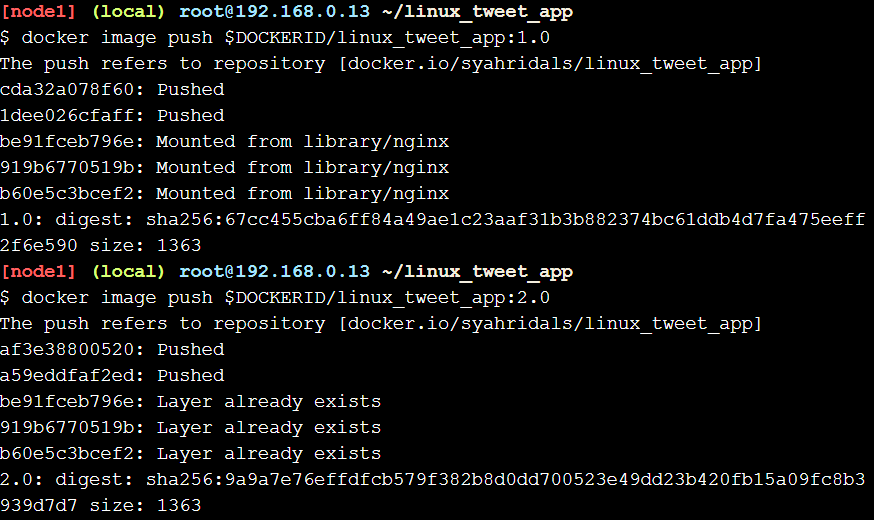 [node1] (local) root@192.168.0.13 ~/linux_tweet_app
$ docker image push $DOCKERID/linux_tweet_app:1.0
The push refers to repository [docker.io/syahridals/linux_tweet_app]
cda32a078f60: Pushed
1dee026cfaff: Pushed
be91fceb796e: Mounted from library/nginx
919b6770519b: Mounted from library/nginx
b60e5c3bcef2: Mounted from library/nginx
1.0: digest: sha256:67cc455cba6ff84a49ae1c23aaf31b3b882374bc61ddb4d7fa475eeff
2f6e590 size: 1363
[node1] (local) root@192.168.0.13 ~/linux_tweet_app
$ docker image push $DOCKERID/linux_tweet_app:2.0
The push refers to repository [docker.io/syahridals/linux_tweet_app]
af3e38800520: Pushed
a59eddfaf2ed: Pushed
be91fceb796e: Layer already exists
919b6770519b: Layer already exists
b60e5c3bcef2: Layer already exists
2.0: digest: sha256:9a9a7e76effdfcb579f382b8d0dd700523e49dd23b420fb15a09fc8b3
939d7d7 size: 1363